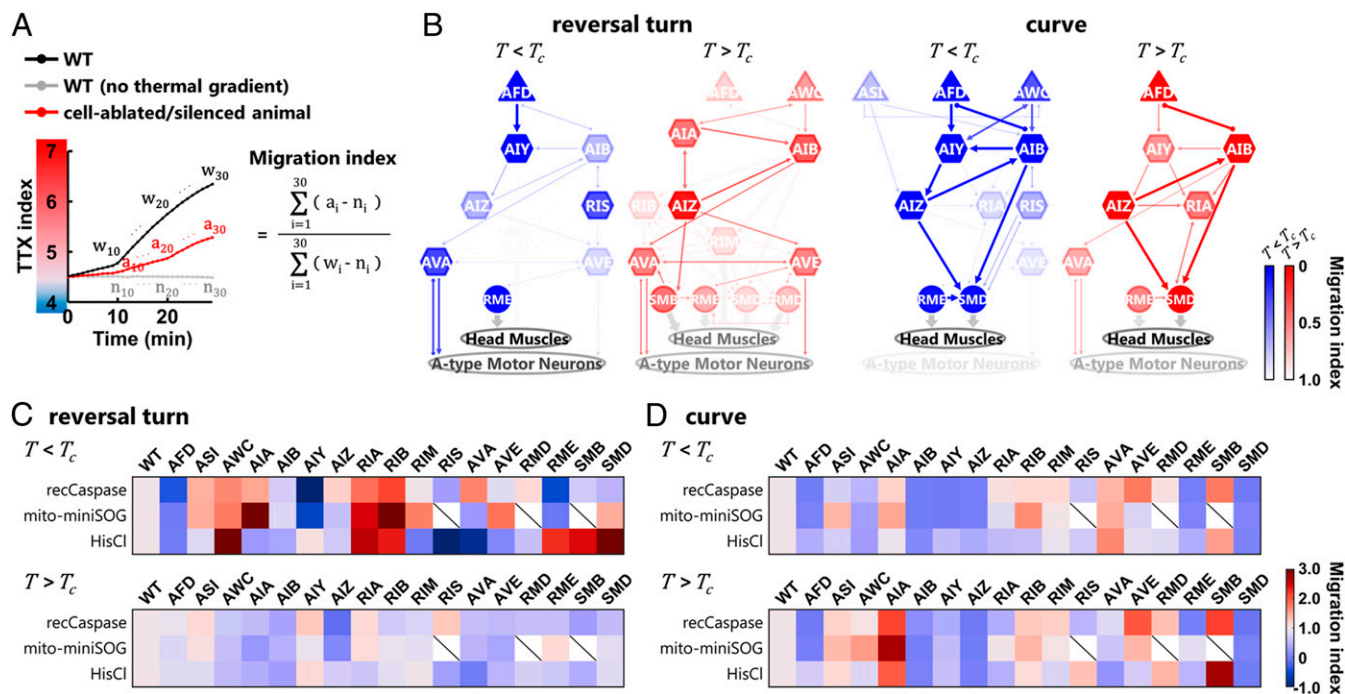 A
WT
WT (no thermal gradient)
cell-ablated/silenced animal
TTX index
7
6
5
4
0
10
20
Time (min)
w10
w20
w30
a10
a20
a30
n10
n20
n30
Migration index
=
30
∑ ( ai - ni )
i=1
30
∑ ( wi - ni )
i=1
B
reversal turn
curve
T < Tc
T > Tc
T < Tc
T > Tc
AFD
AIY
AIB
AIZ
RIS
AVA
AVE
RME
Head Muscles
A-type Motor Neurons
AFD
AWC
AIA
AIB
RIB
AIZ
RIM
AVA
AVE
SMB
RME
SMD
RMD
Head Muscles
A-type Motor Neurons
ASI
AFD
AWC
AIY
AIB
AIZ
RIA
RIS
AVE
RME
SMD
Head Muscles
A-type Motor Neurons
AFD
AIY
AIB
AIZ
RIA
AVA
RME
SMD
Head Muscles
A-type Motor Neurons
T < Tc
T > Tc
0
0.5
1.0
Migration index
C reversal turn
T < Tc
WT AFD ASI AWC AIA AIB AIY AIZ RIA RIB RIM RIS AVA AVE RMD RME SMB SMD
recCaspase
mito-miniSOG
HisCl
T > Tc
WT AFD ASI AWC AIA AIB AIY AIZ RIA RIB RIM RIS AVA AVE RMD RME SMB SMD
recCaspase
mito-miniSOG
HisCl
D curve
T < Tc
WT AFD ASI AWC AIA AIB AIY AIZ RIA RIB RIM RIS AVA AVE RMD RME SMB SMD
recCaspase
mito-miniSOG
HisCl
T > Tc
WT AFD ASI AWC AIA AIB AIY AIZ RIA RIB RIM RIS AVA AVE RMD RME SMB SMD
recCaspase
mito-miniSOG
HisCl
3.0
2.0
1.0
0
-1.0
Migration index